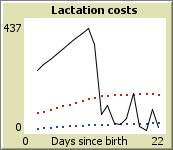 Lactation costs
437
0
0 Days since birth 22